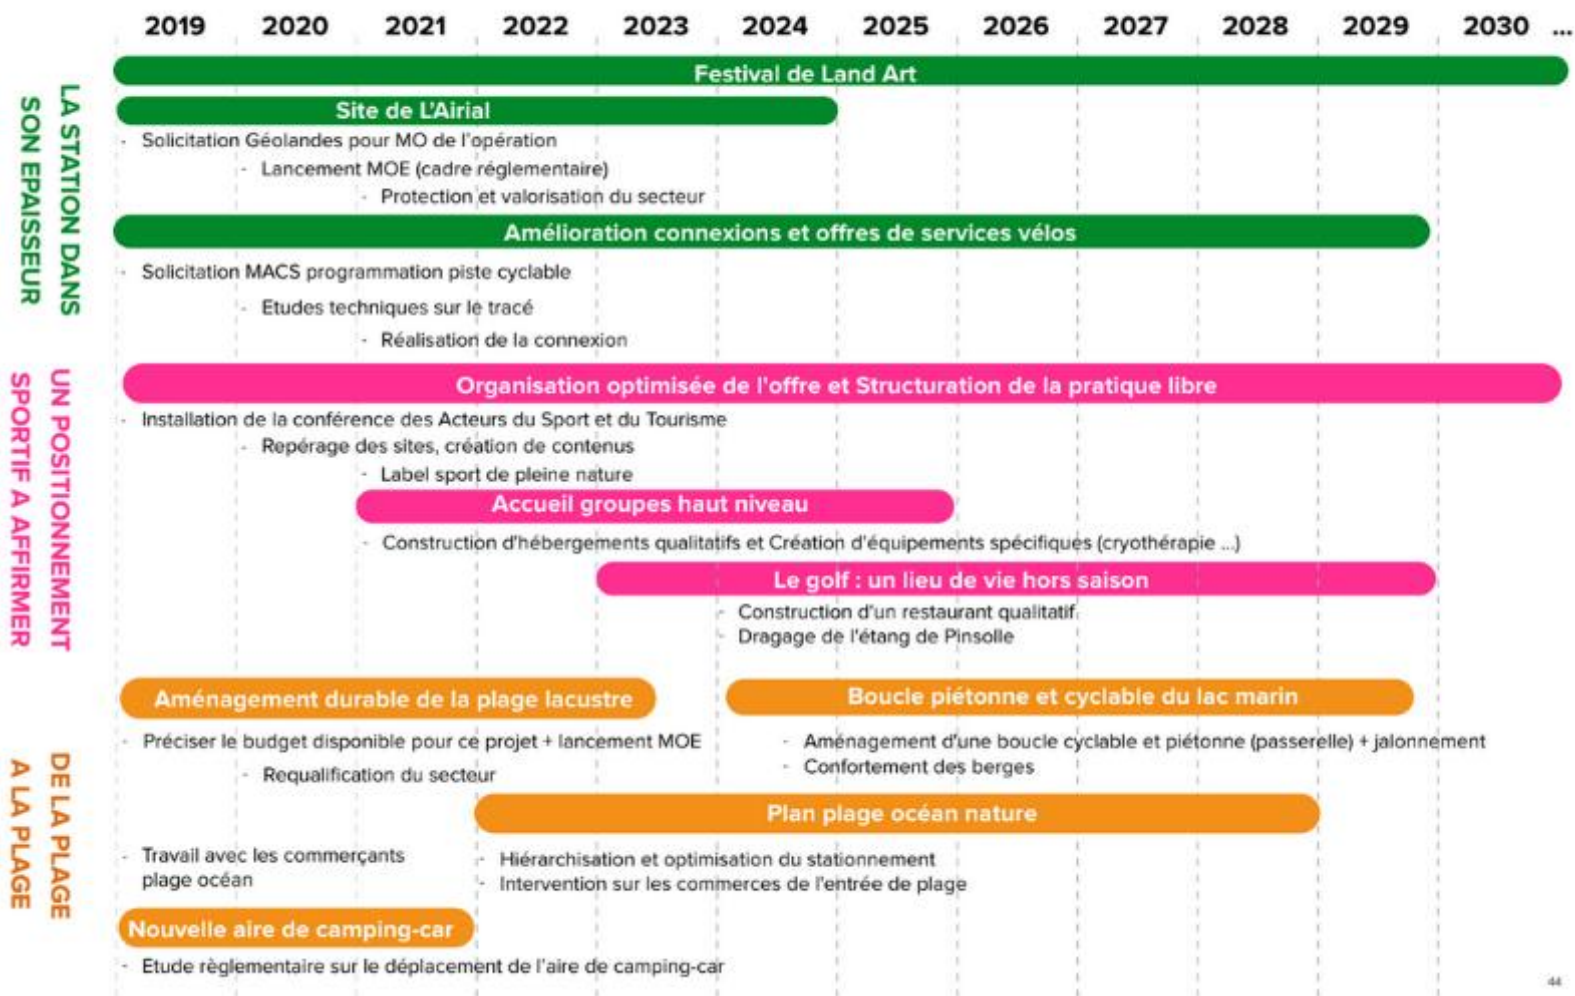 2019 2020 2021 2022 2023 2024 2025 2026 2027 2028 2029 2030 ...
LA STATION DANS
SON EPAISSEUR
Festival de Land Art
Site de L'Airial
- Solicitation Géolandes pour MO de l'opération
- Lancement MOE (cadre réglementaire)
- Protection et valorisation du secteur
Amélioration connexions et offres de services vélos
- Solicitation MACS programmation piste cyclable
- Etudes techniques sur le tracé
- Réalisation de la connexion
UN POSITIONNEMENT
SPORTIF A AFFIRMER
Organisation optimisée de l'offre et Structuration de la pratique libre
- Installation de la conférence des Acteurs du Sport et du Tourisme
- Repérage des sites, création de contenus
- Label sport de pleine nature
Accueil groupes haut niveau
- Construction d'hébergements qualitatifs et Création d'équipements spécifiques (cryothérapie ...)
Le golf : un lieu de vie hors saison
- Construction d'un restaurant qualitatif
- Dragage de l'étang de Pinsolle
DE LA PLAGE
A LA PLAGE
Aménagement durable de la plage lacustre
- Préciser le budget disponible pour ce projet + lancement MOE
- Requalification du secteur
Boucle piétonne et cyclable du lac marin
- Aménagement d'une boucle cyclable et piétonne (passerelle) + jalonnement
- Confortement des berges
Plan plage océan nature
- Travail avec les commerçants
plage océan
- Hiérarchisation et optimisation du stationnement
- Intervention sur les commerces de l'entrée de plage
Nouvelle aire de camping-car
- Etude règlementaire sur le déplacement de l'aire de camping-car
44